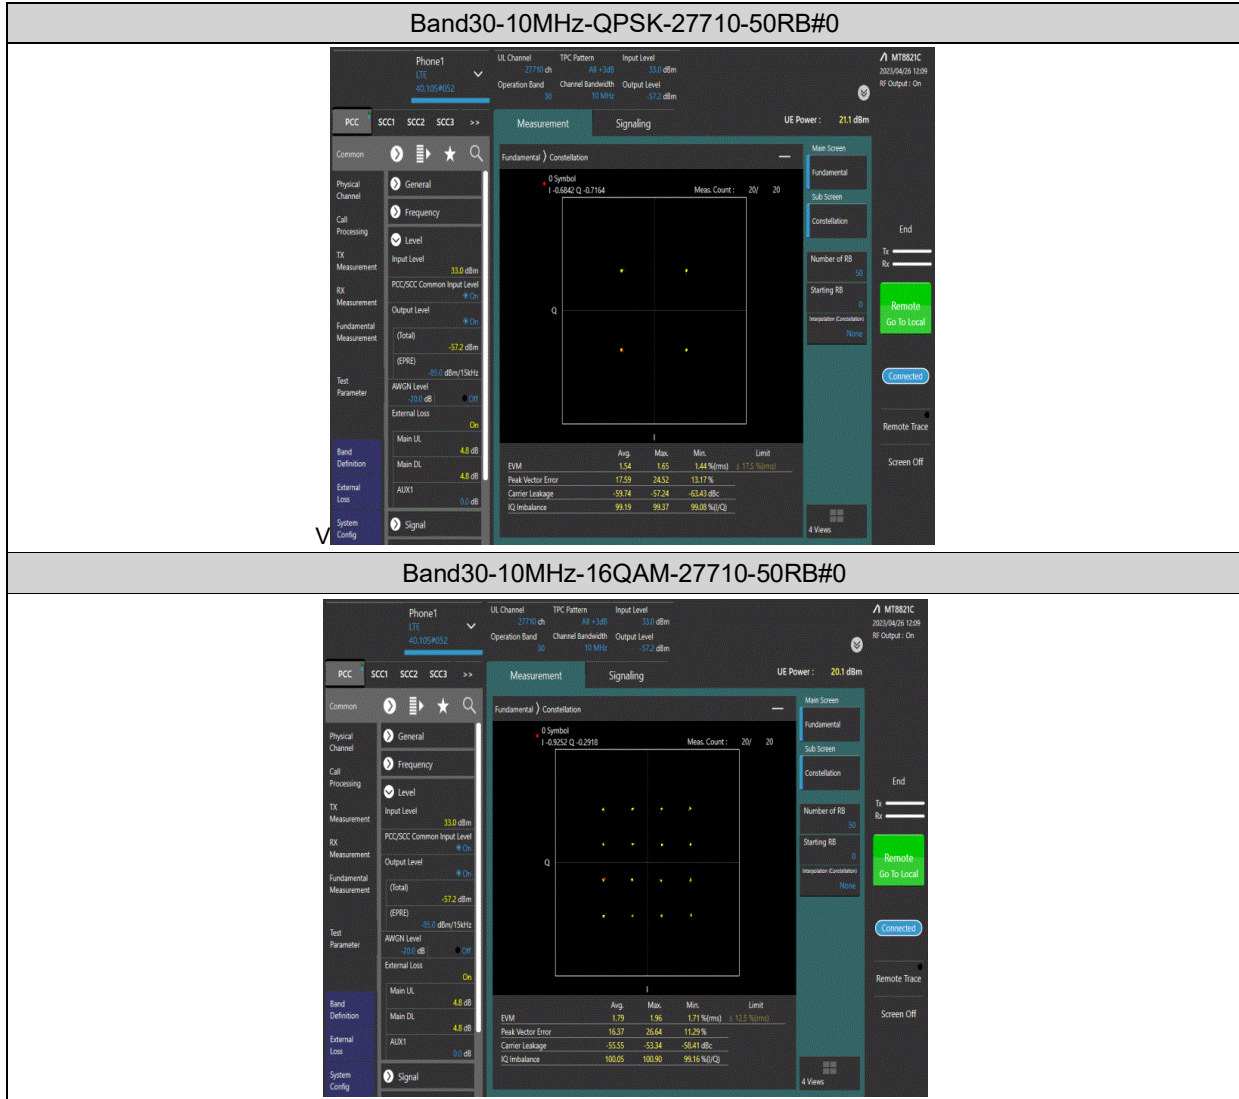 Band30-10MHz-QPSK-27710-50RB#0
Phone1
LTE
40.10S#052
UL Channel TPC Pattern Input Level
27710 ch All +3dB 33.0 dBm
Operation Band Channel Bandwidth Output Level
30 10 MHz -57.2 dBm
MT8821C
2023/04/26 12:09
RF Output : On
PCC SCC1 SCC2 SCC3 >>
Measurement Signaling
UE Power : 21.1 dBm
Common
Physical
Channel
Call
Processing
TX
Measurement
RX
Measurement
Fundamental
Measurement
Test
Parameter
Band
Definition
External
Loss
System
Config
General
Frequency
Level
Input Level
33.0 dBm
PCC/SCC Common Input Level
On
Output Level
On
(Total)
-57.2 dBm
(EPRE)
-85.0 dBm/15kHz
AWGN Level
-20.0 dB Off
External Loss
On
Main UL
4.8 dB
Main DL
4.8 dB
AUX1
0.0 dB
Signal
Fundamental Constellation
0 Symbol
I -0.6842 Q -0.7164 Meas. Count : 20/ 20
Q
I
Avg. Max. Min. Limit
EVM 1.54 1.65 1.44 %(rms) ≤ 17.5 %(rms)
Peak Vector Error 17.59 24.52 13.17 %
Carrier Leakage -59.74 -57.24 -63.43 dBc
IQ Imbalance 99.19 99.37 99.08 %(I/Q)
Main Screen
Fundamental
Sub Screen
Constellation
Number of RB
50
Starting RB
0
Interpolation (Constellation)
None
4 Views
End
Tx
Rx
Remote
Go To Local
Connected
Remote Trace
Screen Off
V
Band30-10MHz-16QAM-27710-50RB#0
Phone1
LTE
40.10S#052
UL Channel TPC Pattern Input Level
27710 ch All +3dB 33.0 dBm
Operation Band Channel Bandwidth Output Level
30 10 MHz -57.2 dBm
MT8821C
2023/04/26 12:09
RF Output : On
PCC SCC1 SCC2 SCC3 >>
Measurement Signaling
UE Power : 20.1 dBm
Common
Physical
Channel
Call
Processing
TX
Measurement
RX
Measurement
Fundamental
Measurement
Test
Parameter
Band
Definition
External
Loss
System
Config
General
Frequency
Level
Input Level
33.0 dBm
PCC/SCC Common Input Level
On
Output Level
On
(Total)
-57.2 dBm
(EPRE)
-85.0 dBm/15kHz
AWGN Level
-20.0 dB Off
External Loss
On
Main UL
4.8 dB
Main DL
4.8 dB
AUX1
0.0 dB
Signal
Fundamental Constellation
0 Symbol
I -0.9252 Q -0.2918 Meas. Count : 20/ 20
Q
I
Avg. Max. Min. Limit
EVM 1.79 1.96 1.71 %(rms) ≤ 12.5 %(rms)
Peak Vector Error 16.37 26.64 11.29 %
Carrier Leakage -55.55 -53.34 -58.41 dBc
IQ Imbalance 100.05 100.90 99.16 %(I/Q)
Main Screen
Fundamental
Sub Screen
Constellation
Number of RB
50
Starting RB
0
Interpolation (Constellation)
None
4 Views
End
Tx
Rx
Remote
Go To Local
Connected
Remote Trace
Screen Off